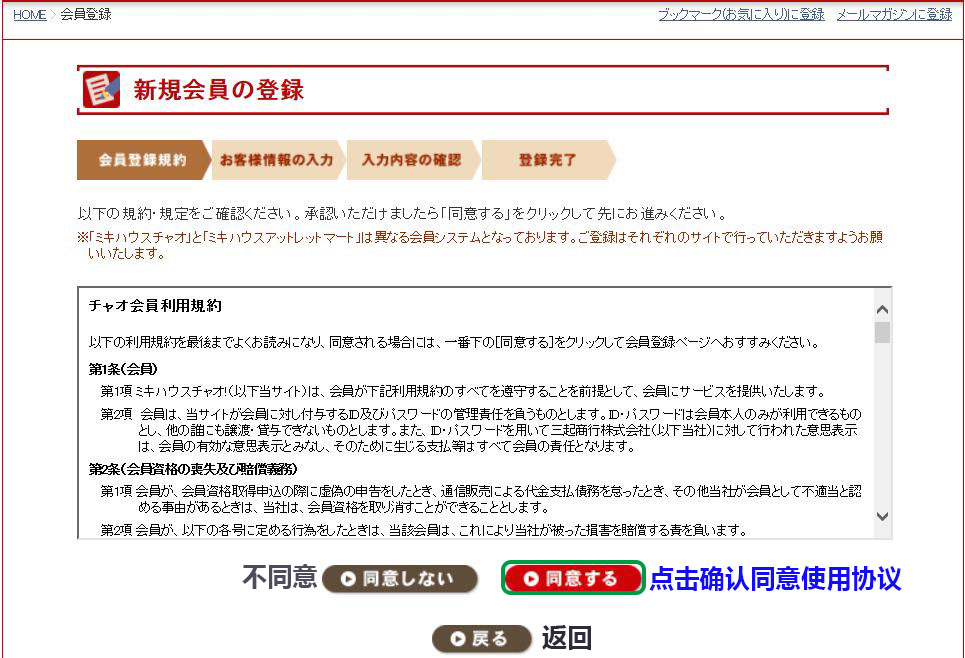 HOME > 会員登録
ブックマーク(お気に入り)に登録 メールマガジンに登録
新規会員の登録
会員登録規約 お客様情報の入力 入力内容の確認 登録完了
以下の規約・規定をご確認ください。承認いただけましたら「同意する」をクリックして先にお進みください。
※「ミキハウスチャオ」と「ミキハウスアットレットマート」は異なる会員システムとなっております。ご登録はそれぞれのサイトで行っていただきますようお願
いいたします。
チャオ会員利用規約
以下の利用規約を最後までよくお読みになり、同意される場合には、一番下の[同意する]をクリックして会員登録ページへおすすみください。
第1条(会員)
第1項 ミキハウスチャオ!(以下当サイト)は、会員が下記利用規約のすべてを遵守することを前提として、会員にサービスを提供いたします。
第2項 会員は、当サイトが会員に対し付与するID及びパスワードの管理責任を負うものとします。ID・パスワードは会員本人のみが利用できるもの
とし、他の誰にも譲渡・貸与できないものとします。また、ID・パスワードを用いて三起商行株式会社(以下当社)に対して行われた意思表示
は、会員の有効な意思表示とみなし、そのために生じる支払等はすべて会員の責任となります。
第2条(会員資格の喪失及び賠償義務)
第1項 会員が、会員資格取得申込の際に虚偽の申告をしたとき、通信販売による代金支払債務を怠ったとき、その他当社が会員として不適当と認
める事由があるときは、当社は、会員資格を取り消すことができることとします。
第2項 会員が、以下の各号に定める行為をしたときは、当該会員は、これにより当社が被った損害を賠償する責を負います。
不同意 同意しない 同意する 点击确认同意使用协议
戻る 返回